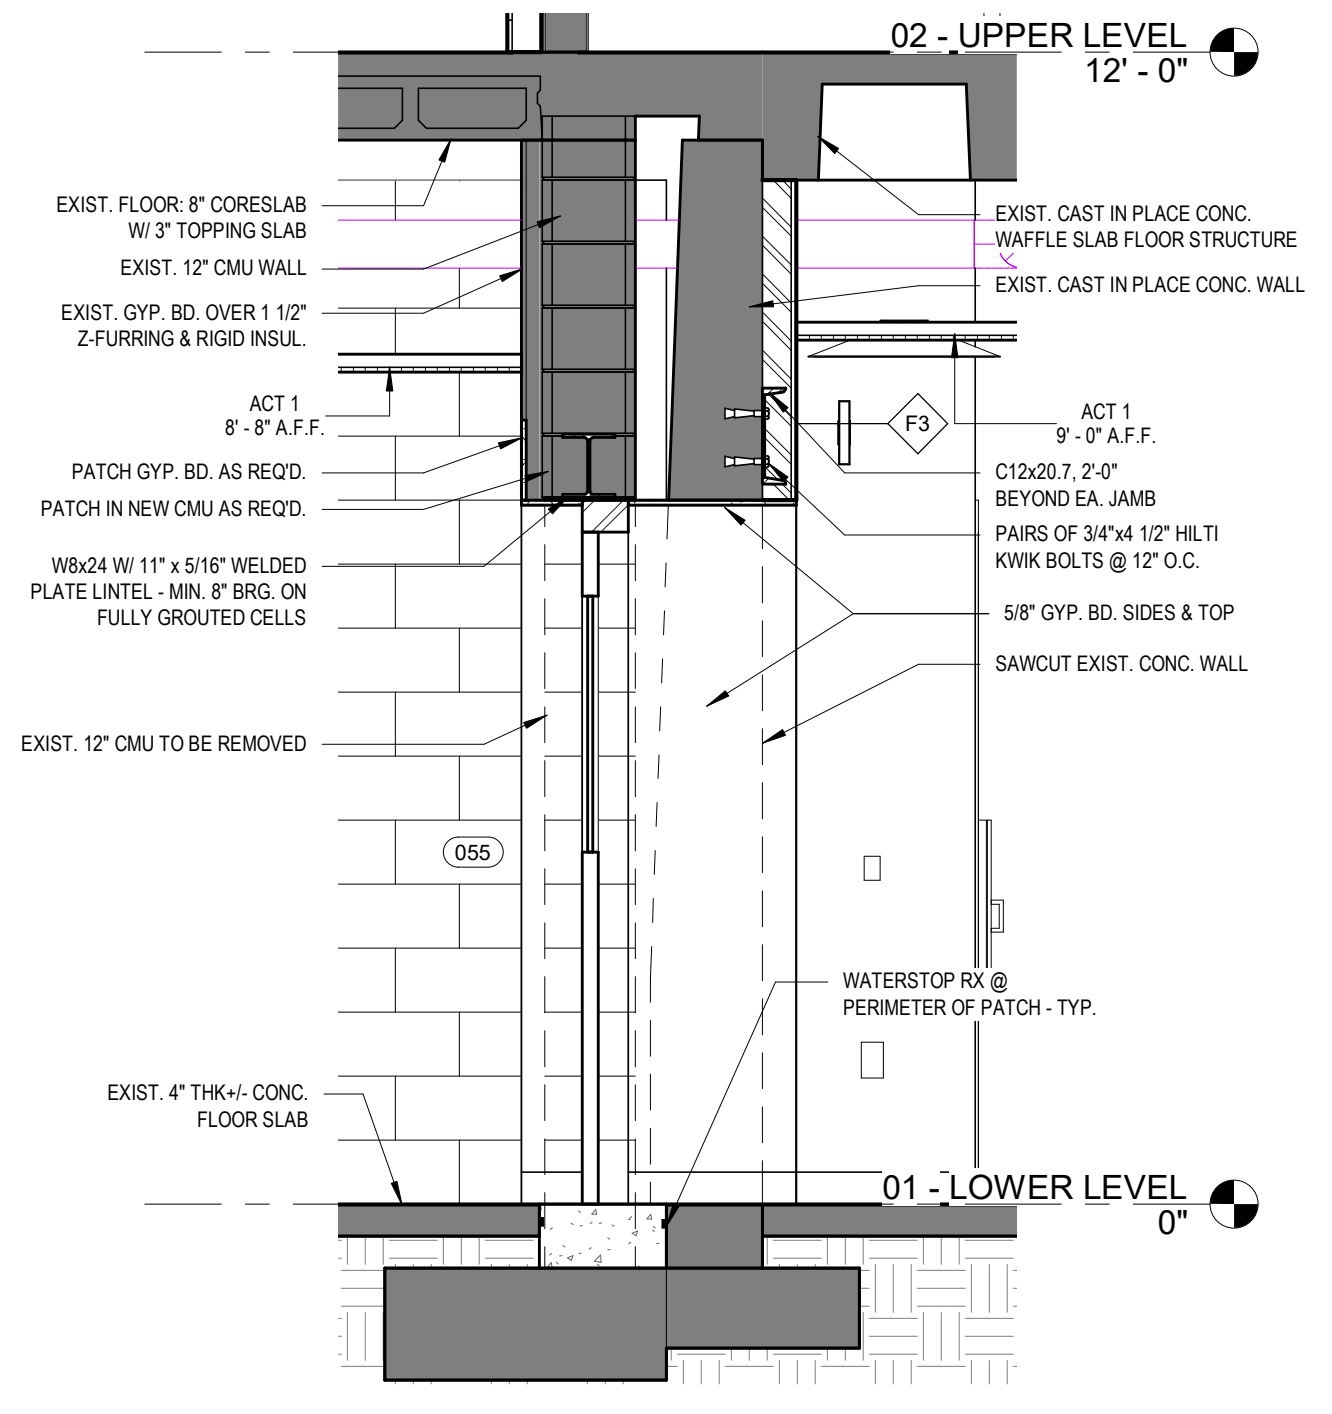 02 - UPPER LEVEL
12' - 0"
EXIST. FLOOR: 8" CORESLAB
W/ 3" TOPPING SLAB
EXIST. 12" CMU WALL
EXIST. GYP. BD. OVER 1 1/2"
Z-FURRING & RIGID INSUL.
ACT 1
8' - 8" A.F.F.
PATCH GYP. BD. AS REQ'D.
PATCH IN NEW CMU AS REQ'D.
W8x24 W/ 11" x 5/16" WELDED
PLATE LINTEL - MIN. 8" BRG. ON
FULLY GROUTED CELLS
EXIST. 12" CMU TO BE REMOVED
055
EXIST. 4" THK+/- CONC.
FLOOR SLAB
EXIST. CAST IN PLACE CONC.
WAFFLE SLAB FLOOR STRUCTURE
EXIST. CAST IN PLACE CONC. WALL
F3
ACT 1
9' - 0" A.F.F.
C12x20.7, 2'-0"
BEYOND EA. JAMB
PAIRS OF 3/4"x4 1/2" HILTI
KWIK BOLTS @ 12" O.C.
5/8" GYP. BD. SIDES & TOP
SAWCUT EXIST. CONC. WALL
WATERSTOP RX @
PERIMETER OF PATCH - TYP.
01 - LOWER LEVEL
0"